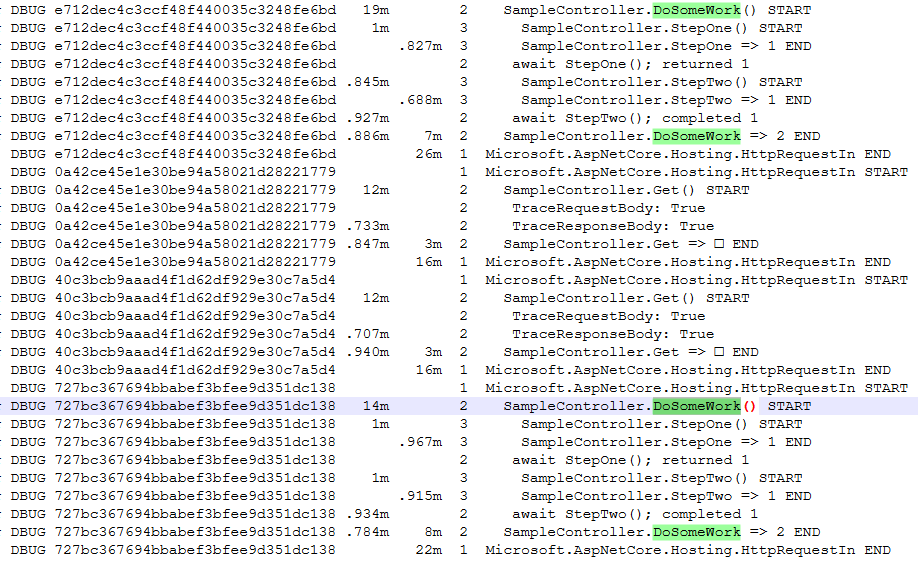 DBUG e712dec4c3ccf48f440035c3248fe6bd 19m 2 SampleController.DoSomeWork() START
DBUG e712dec4c3ccf48f440035c3248fe6bd 1m 3 SampleController.StepOne() START
DBUG e712dec4c3ccf48f440035c3248fe6bd .827m 3 SampleController.StepOne => 1 END
DBUG e712dec4c3ccf48f440035c3248fe6bd 2 await StepOne(); returned 1
DBUG e712dec4c3ccf48f440035c3248fe6bd .845m 3 SampleController.StepTwo() START
DBUG e712dec4c3ccf48f440035c3248fe6bd .688m 3 SampleController.StepTwo => 1 END
DBUG e712dec4c3ccf48f440035c3248fe6bd .927m 2 await StepTwo(); completed 1
DBUG e712dec4c3ccf48f440035c3248fe6bd .886m 7m 2 SampleController.DoSomeWork => 2 END
DBUG e712dec4c3ccf48f440035c3248fe6bd 26m 1 Microsoft.AspNetCore.Hosting.HttpRequestIn END
DBUG 0a42ce45e1e30be94a58021d28221779 1 Microsoft.AspNetCore.Hosting.HttpRequestIn START
DBUG 0a42ce45e1e30be94a58021d28221779 12m 2 SampleController.Get() START
DBUG 0a42ce45e1e30be94a58021d28221779 2 TraceRequestBody: True
DBUG 0a42ce45e1e30be94a58021d28221779 .733m 2 TraceResponseBody: True
DBUG 0a42ce45e1e30be94a58021d28221779 .847m 3m 2 SampleController.Get => □ END
DBUG 0a42ce45e1e30be94a58021d28221779 16m 1 Microsoft.AspNetCore.Hosting.HttpRequestIn END
DBUG 40c3bcb9aaad4f1d62df929e30c7a5d4 1 Microsoft.AspNetCore.Hosting.HttpRequestIn START
DBUG 40c3bcb9aaad4f1d62df929e30c7a5d4 12m 2 SampleController.Get() START
DBUG 40c3bcb9aaad4f1d62df929e30c7a5d4 2 TraceRequestBody: True
DBUG 40c3bcb9aaad4f1d62df929e30c7a5d4 .707m 2 TraceResponseBody: True
DBUG 40c3bcb9aaad4f1d62df929e30c7a5d4 .940m 3m 2 SampleController.Get => □ END
DBUG 40c3bcb9aaad4f1d62df929e30c7a5d4 16m 1 Microsoft.AspNetCore.Hosting.HttpRequestIn END
DBUG 727bc367694bbabef3bfee9d351dc138 1 Microsoft.AspNetCore.Hosting.HttpRequestIn START
DBUG 727bc367694bbabef3bfee9d351dc138 14m 2 SampleController.DoSomeWork() START
DBUG 727bc367694bbabef3bfee9d351dc138 1m 3 SampleController.StepOne() START
DBUG 727bc367694bbabef3bfee9d351dc138 .967m 3 SampleController.StepOne => 1 END
DBUG 727bc367694bbabef3bfee9d351dc138 2 await StepOne(); returned 1
DBUG 727bc367694bbabef3bfee9d351dc138 1m 3 SampleController.StepTwo() START
DBUG 727bc367694bbabef3bfee9d351dc138 .915m 3 SampleController.StepTwo => 1 END
DBUG 727bc367694bbabef3bfee9d351dc138 .934m 2 await StepTwo(); completed 1
DBUG 727bc367694bbabef3bfee9d351dc138 .784m 8m 2 SampleController.DoSomeWork => 2 END
DBUG 727bc367694bbabef3bfee9d351dc138 22m 1 Microsoft.AspNetCore.Hosting.HttpRequestIn END